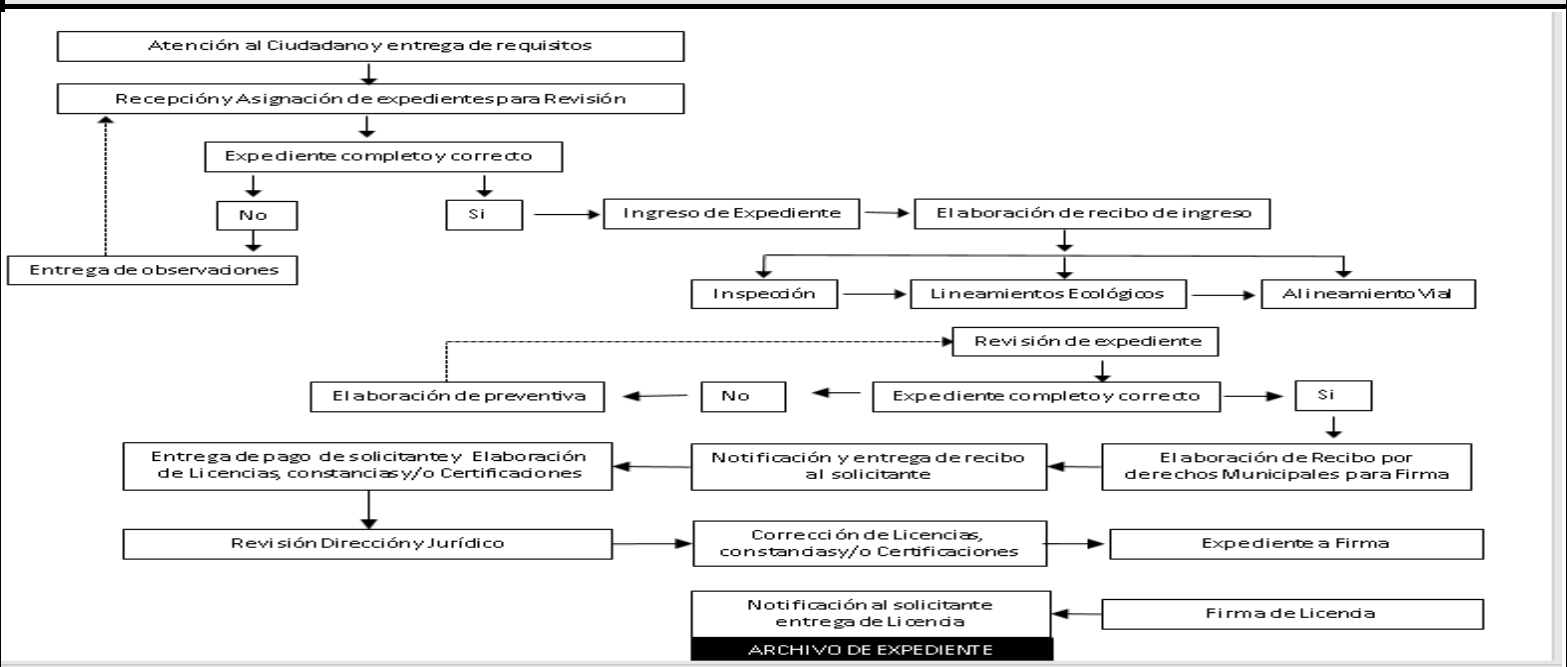 Atención al Ciudadano y entrega de requisitos
Recepción y Asignación de expedientes para Revisión
Expediente completo y correcto
No
Si
Ingreso de Expediente
Elaboración de recibo de ingreso
Entrega de observaciones
Inspección
Lineamientos Ecológicos
Alineamiento Vial
Revisión de expediente
Elaboración de preventiva
No
Expediente completo y correcto
Si
Entrega de pago de solicitante y Elaboración
de Licencias, constancias y/o Certificaciones
Notificación y entrega de recibo
al solicitante
Elaboración de Recibo por
derechos Municipales para Firma
Revisión Dirección y Jurídico
Corrección de Licencias,
constancias y/o Certificaciones
Expediente a Firma
Notificación al solicitante
entrega de Licencia
Firma de Licencia
ARCHIVO DE EXPEDIENTE